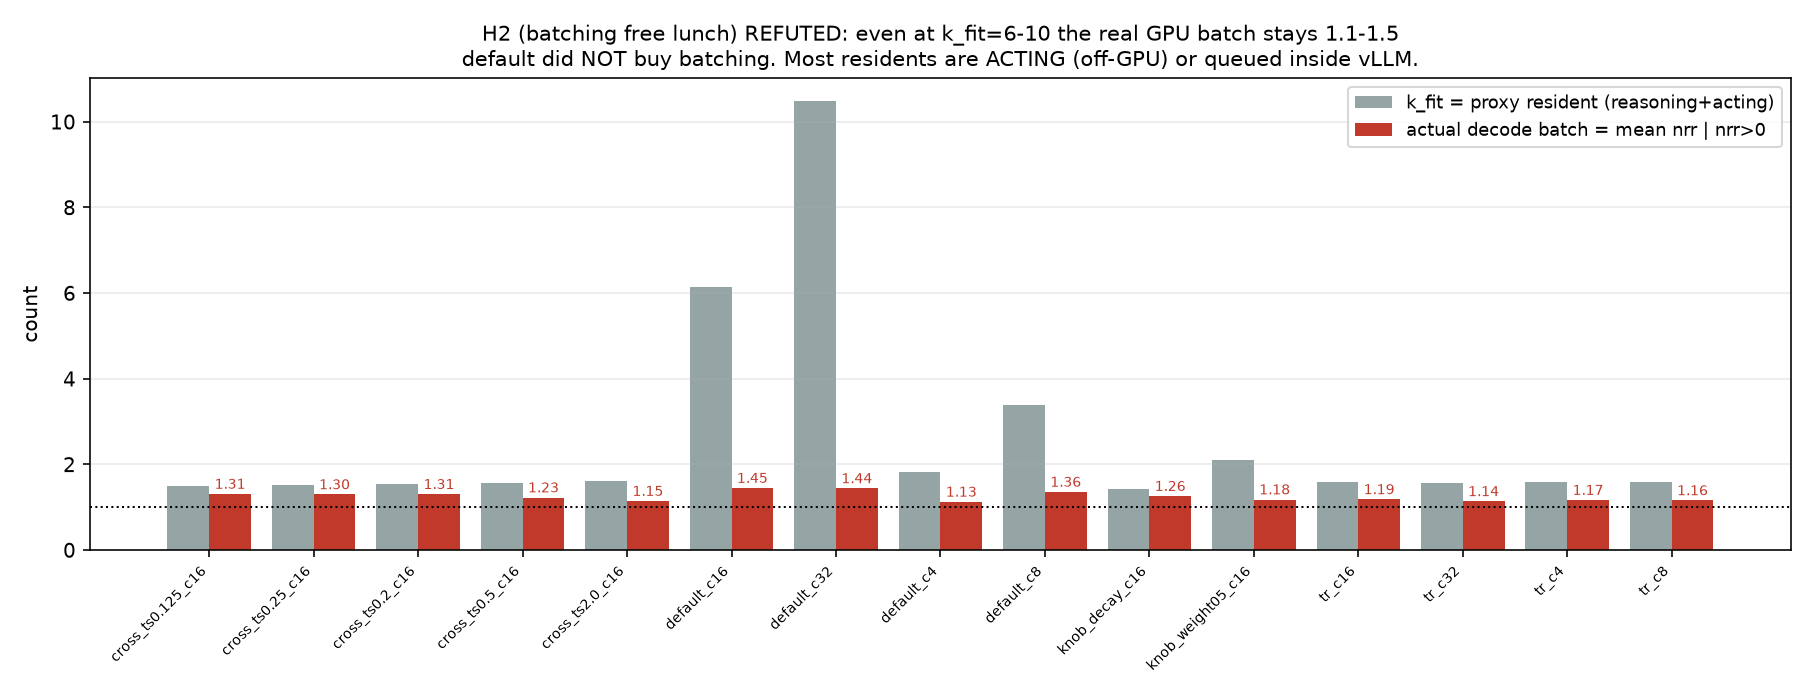 H2 (batching free lunch) REFUTED: even at k_fit=6-10 the real GPU batch stays 1.1-1.5
default did NOT buy batching. Most residents are ACTING (off-GPU) or queued inside vLLM.
k_fit = proxy resident (reasoning+acting)
actual decode batch = mean nrr | nrr>0
count
10
8
6
4
2
0
1.31
1.30
1.31
1.23
1.15
1.45
1.44
1.13
1.36
1.26
1.18
1.19
1.14
1.17
1.16
cross_ts0.125_c16
cross_ts0.25_c16
cross_ts0.2_c16
cross_ts0.5_c16
cross_ts2.0_c16
default_c16
default_c32
default_c4
default_c8
knob_decay_c16
knob_weight05_c16
tr_c16
tr_c32
tr_c4
tr_c8